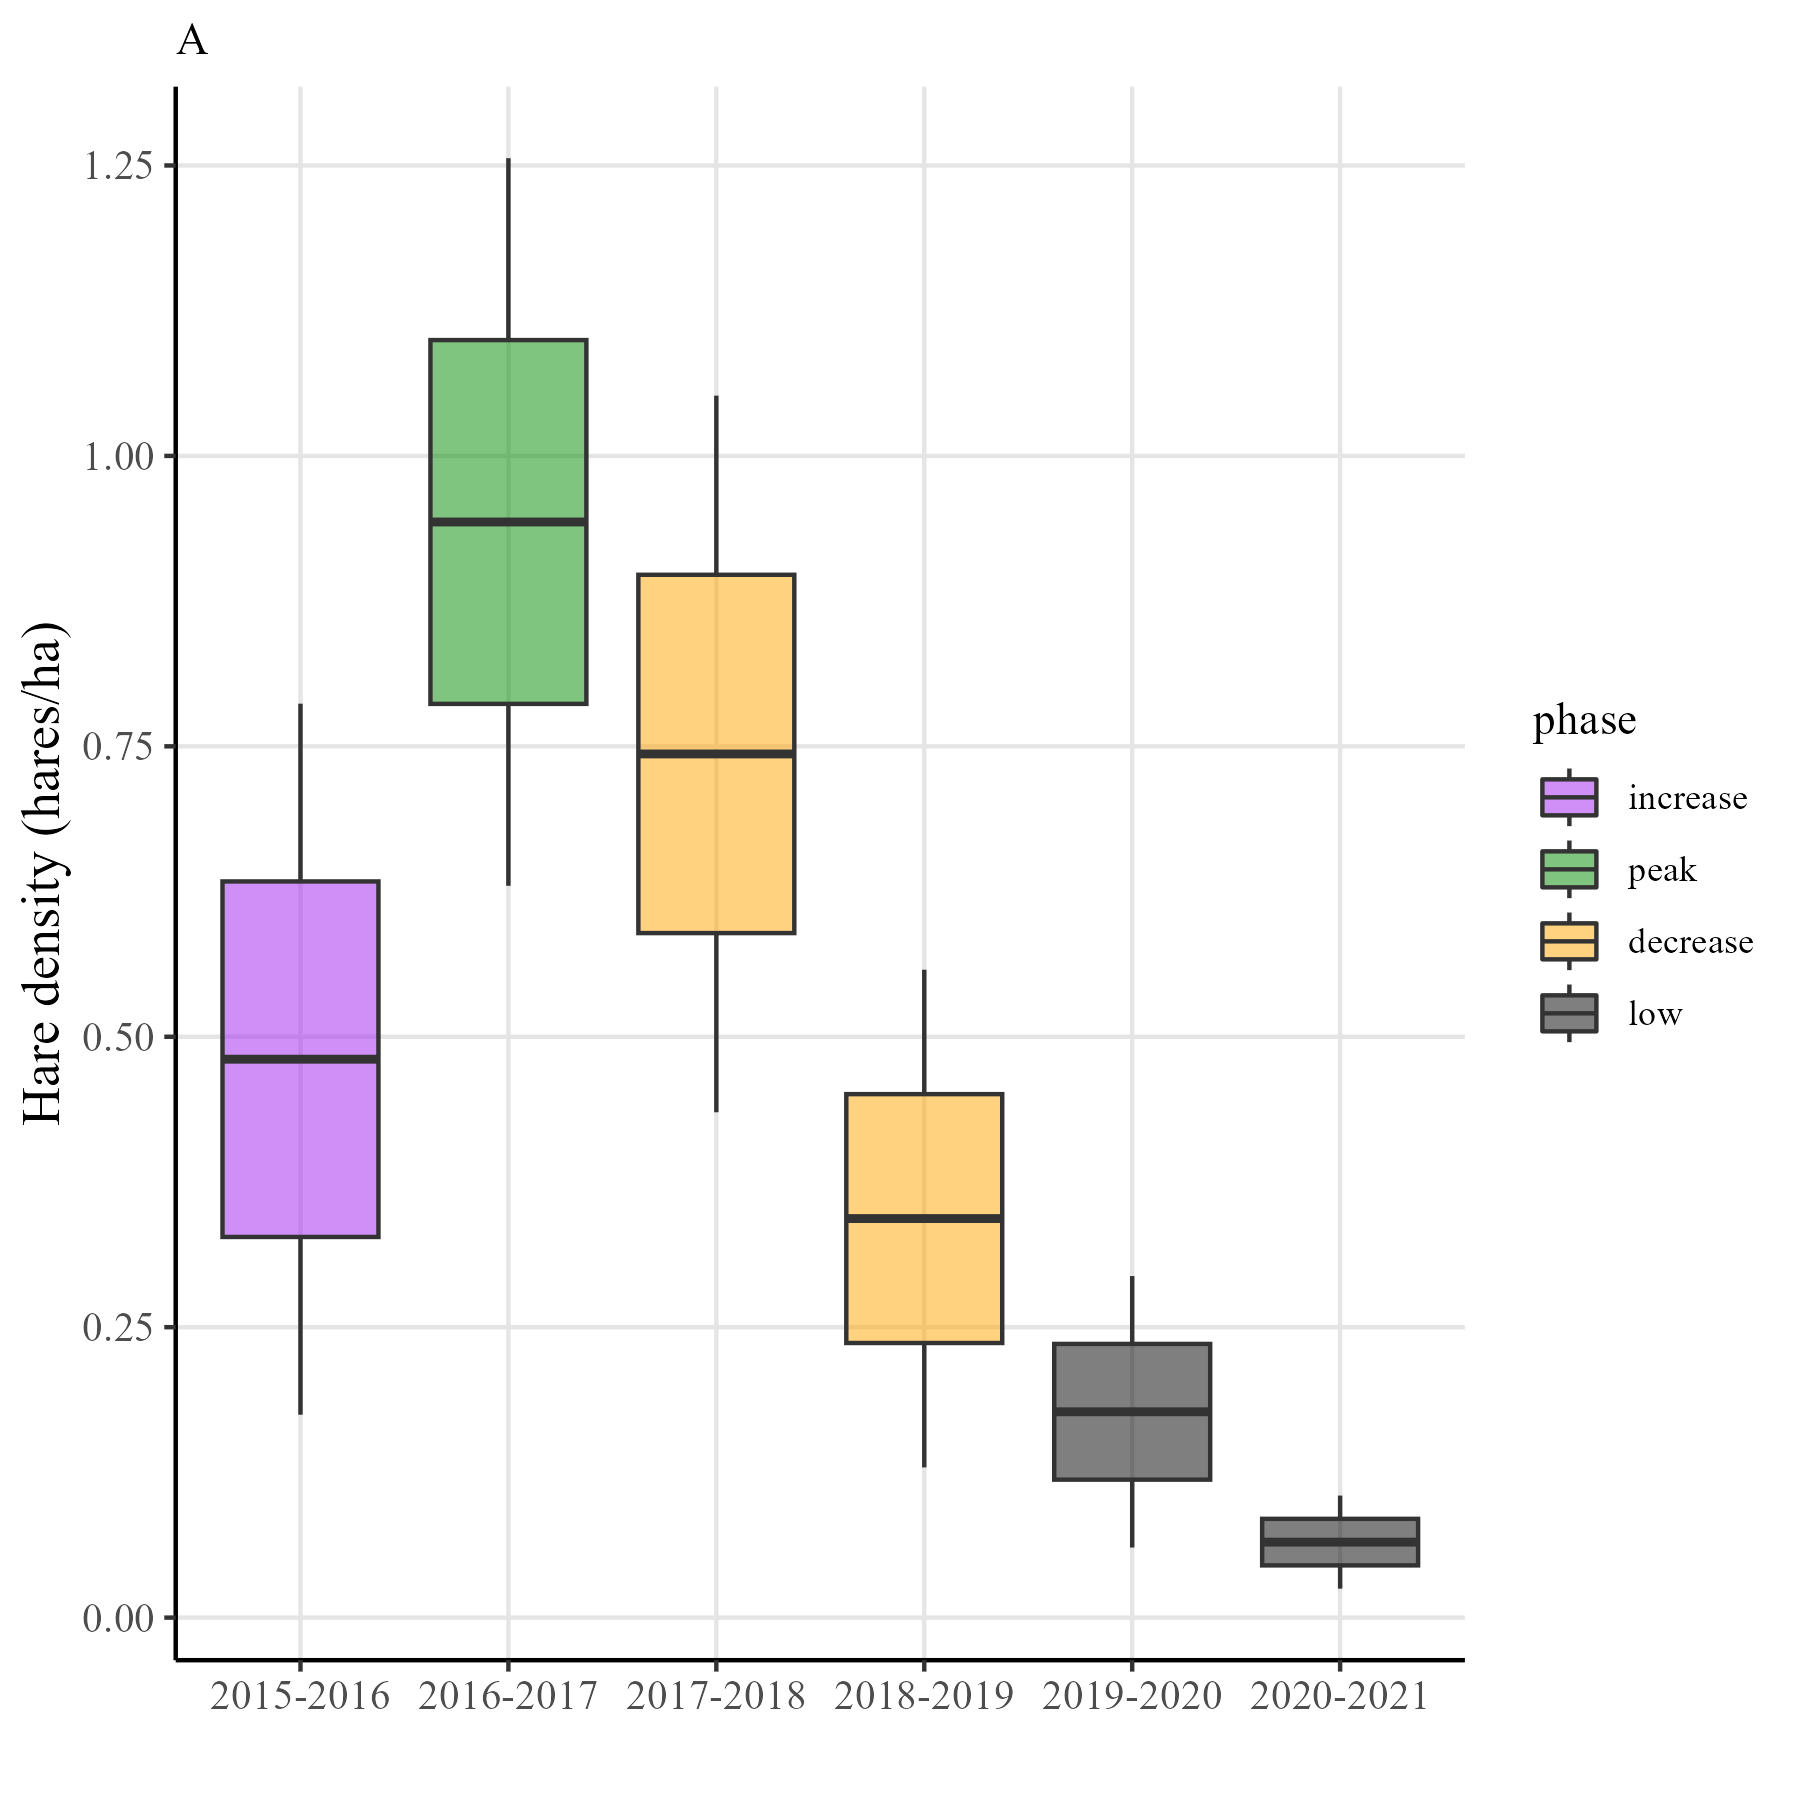 A
Hare density (hares/ha)
1.25
1.00
0.75
0.50
0.25
0.00
2015-2016 2016-2017 2017-2018 2018-2019 2019-2020 2020-2021
phase
increase
peak
decrease
low